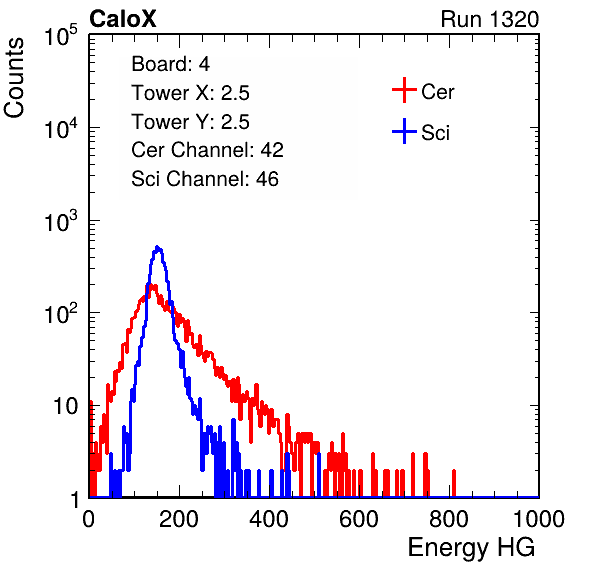 CaloX Run 1320
Counts
Board: 4
Tower X: 2.5
Tower Y: 2.5
Cer Channel: 42
Sci Channel: 46
Cer
Sci
10^5
10^4
10^3
10^2
10
1
0 200 400 600 800 1000
Energy HG